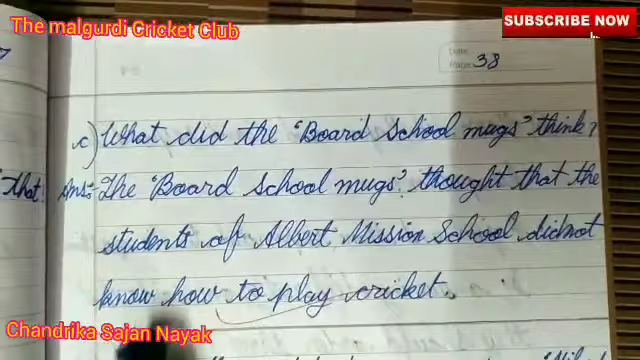 The malgurdi Cricket Club
SUBSCRIBE NOW
Date
Page 38
c) What did the 'Board School mugs' think?
that
Ans:- The 'Board School mugs' thought that the
students of Albert Mission School didnot
know how to play cricket.
Chandrika Sajan Nayak